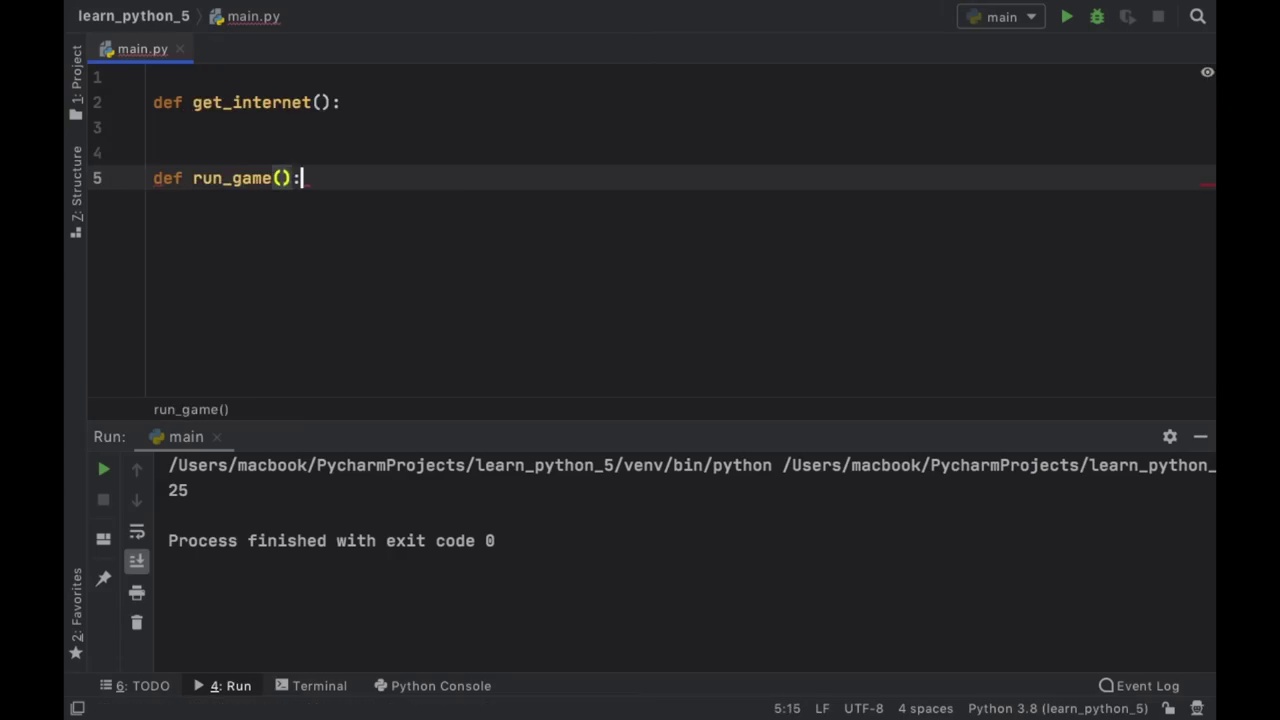 learn_python_5 main.py
main
main.py
1: Project
7: Structure
2: Favorites
1
2 def get_internet():
3
4
5 def run_game():
run_game()
Run: main
/Users/macbook/PycharmProjects/learn_python_5/venv/bin/python /Users/macbook/PycharmProjects/learn_python_
25
Process finished with exit code 0
6: TODO 4: Run Terminal Python Console Event Log
5:15 LF UTF-8 4 spaces Python 3.8 (learn_python_5)